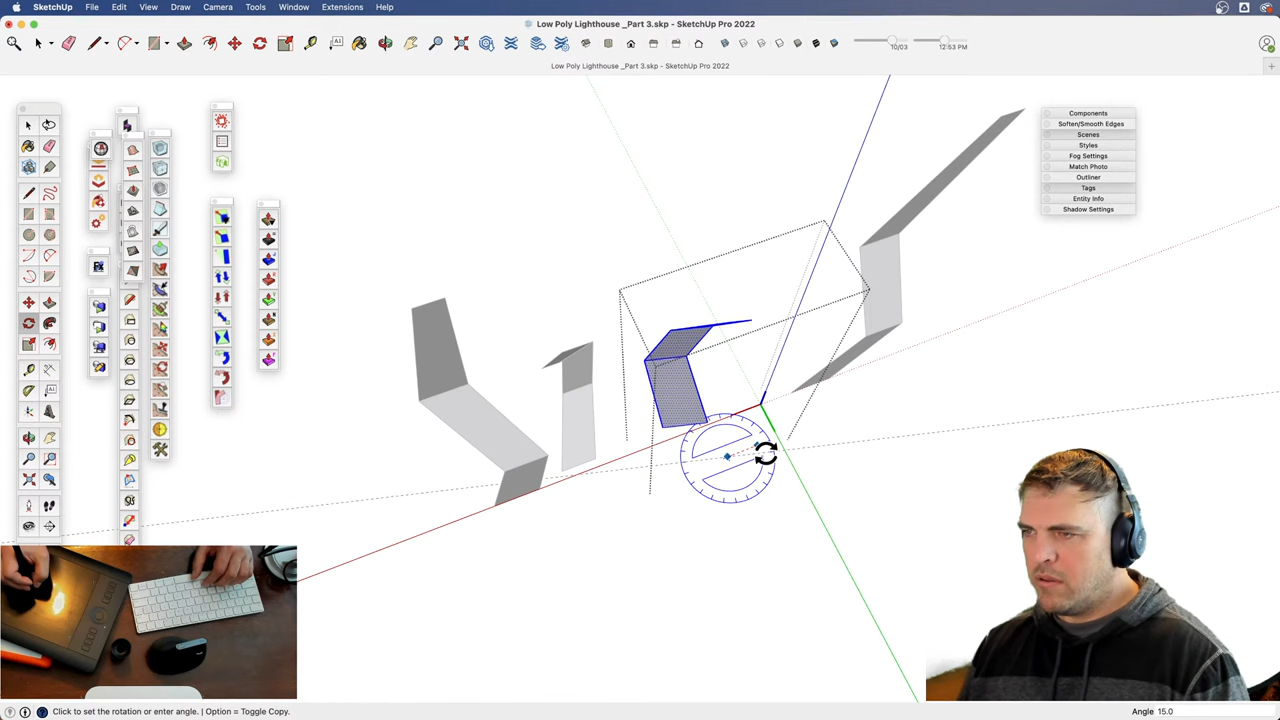 SketchUp File Edit View Draw Camera Tools Window Extensions Help
Low Poly Lighthouse _Part 3.skp - SketchUp Pro 2022
10/03 12:53 PM
Low Poly Lighthouse _Part 3.skp - SketchUp Pro 2022
Components
Soften/Smooth Edges
Scenes
Styles
Fog Settings
Match Photo
Outliner
Tags
Entity Info
Shadow Settings
Click to set the rotation or enter angle. | Option = Toggle Copy.
Angle 15.0